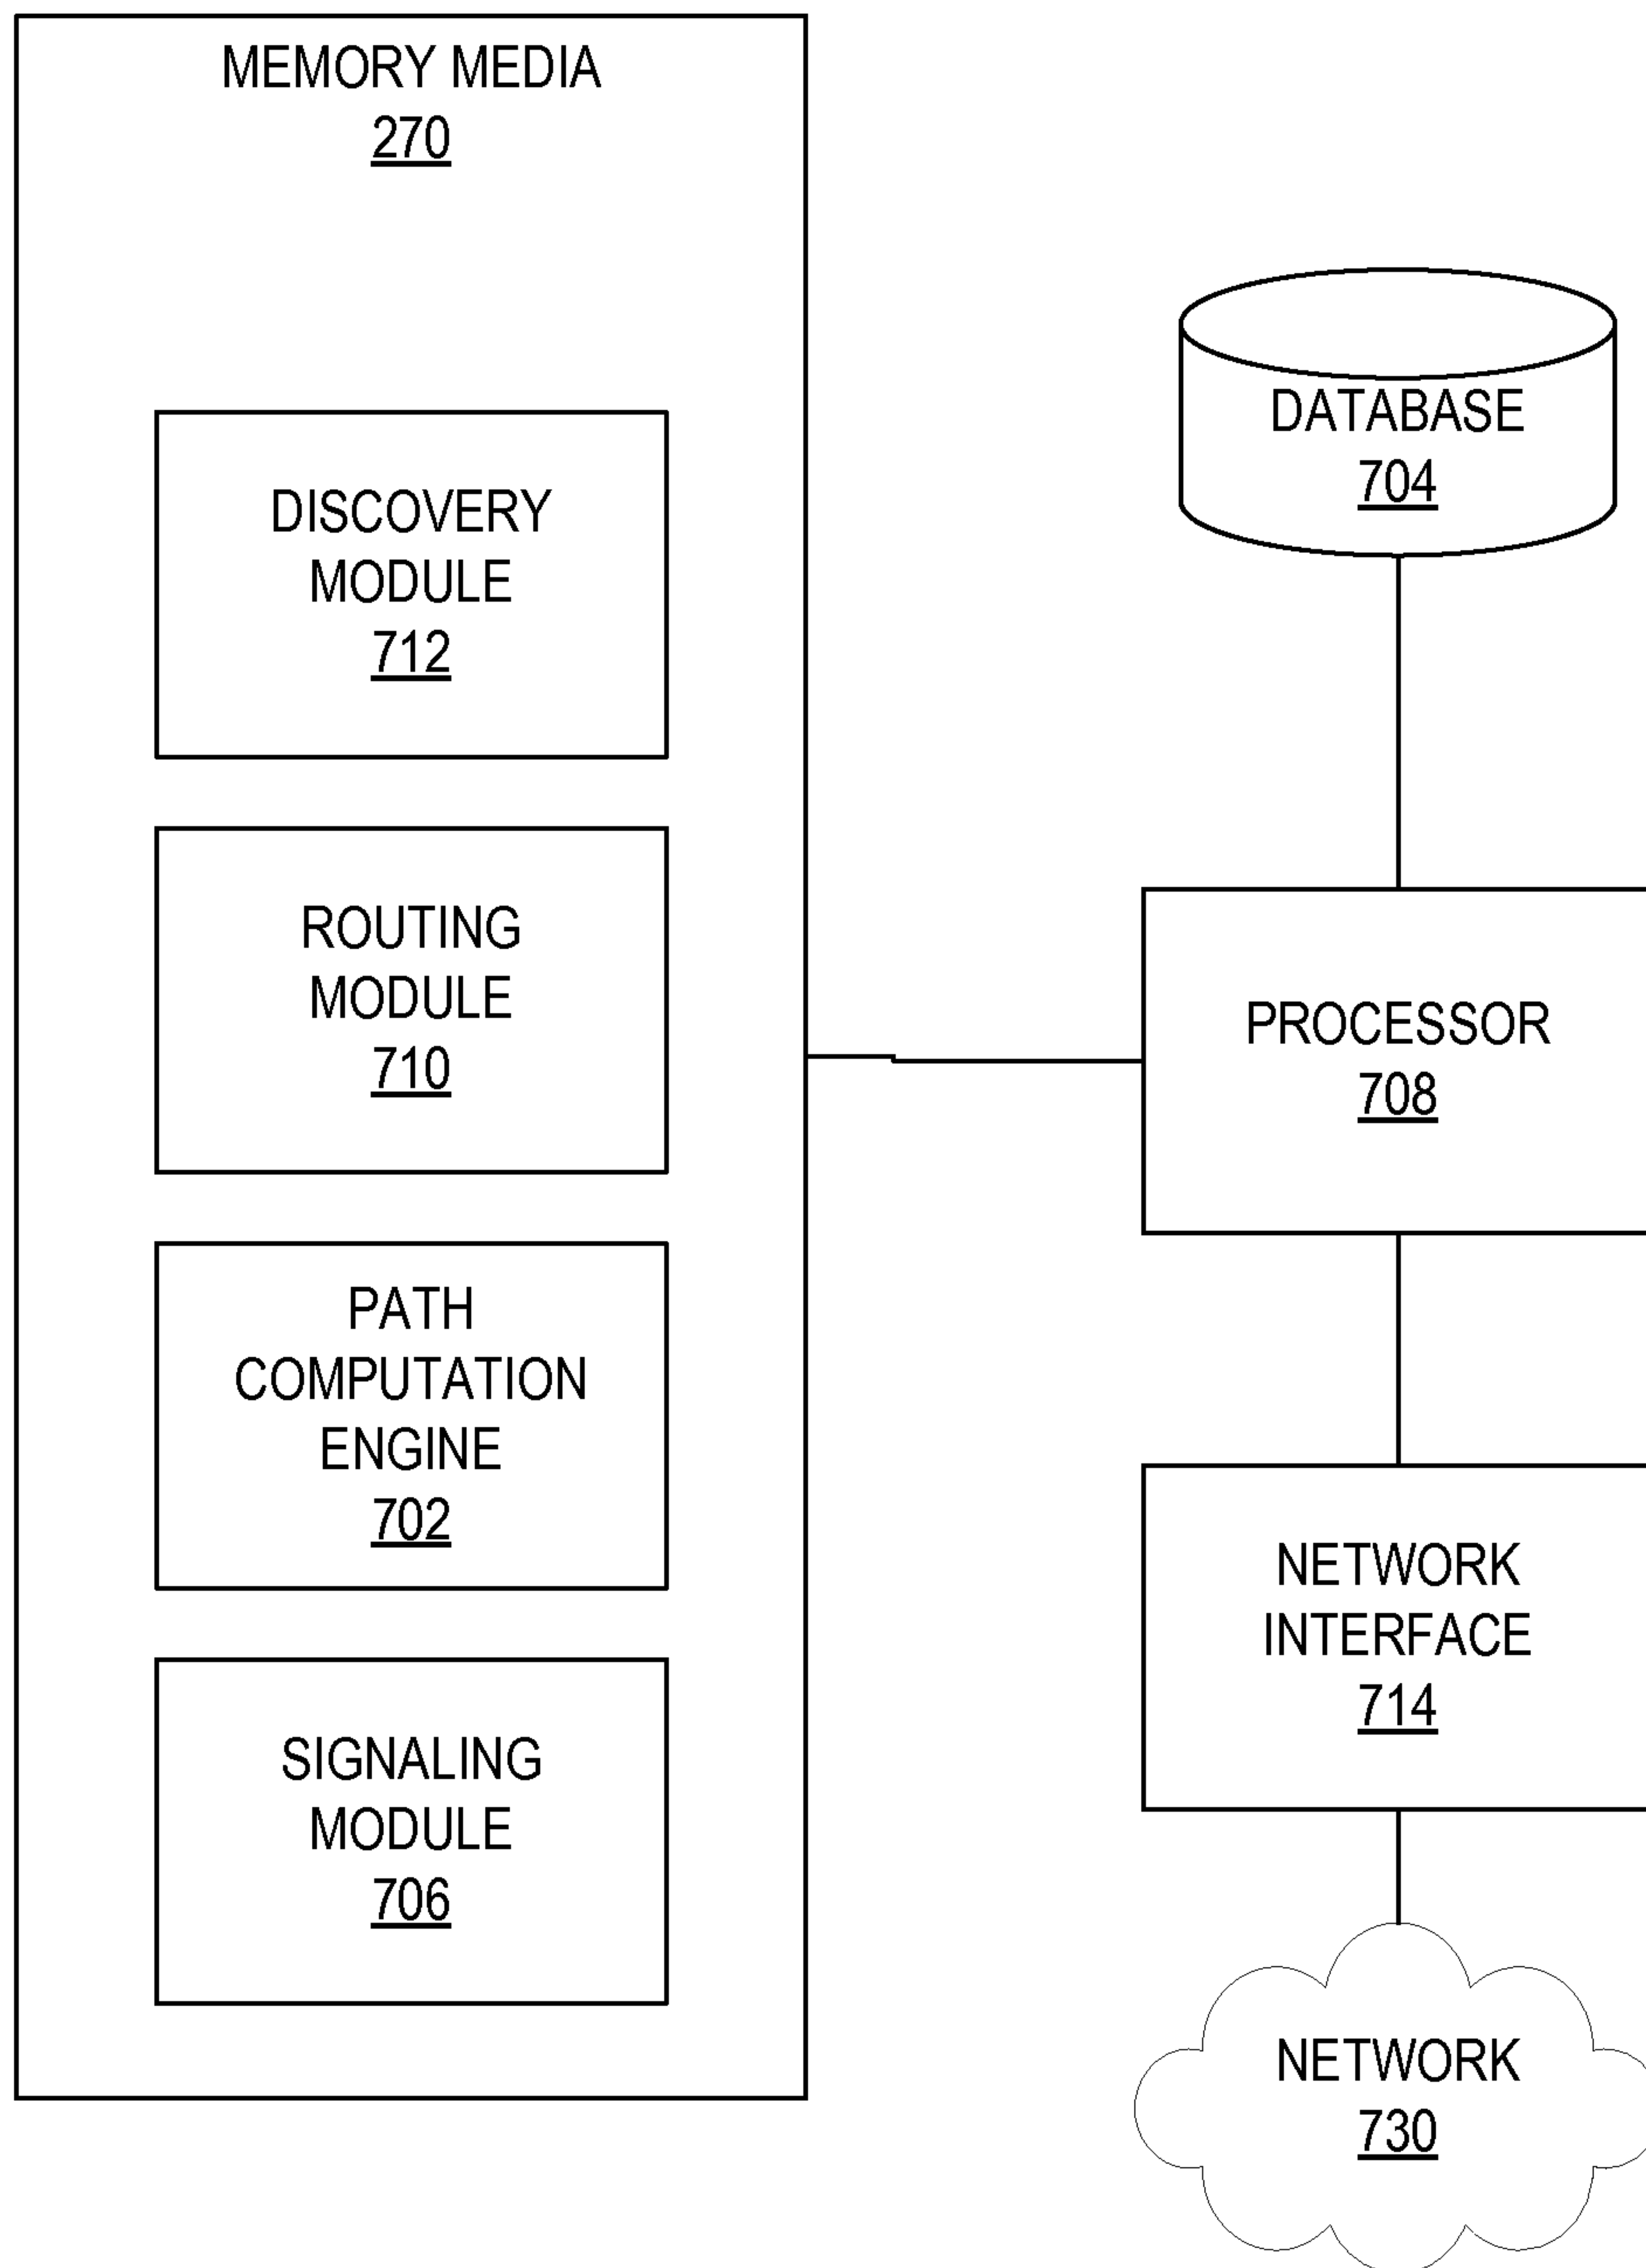 MEMORY MEDIA
270
DISCOVERY
MODULE
712
ROUTING
MODULE
710
PATH
COMPUTATION
ENGINE
702
SIGNALING
MODULE
706
DATABASE
704
PROCESSOR
708
NETWORK
INTERFACE
714
NETWORK
730